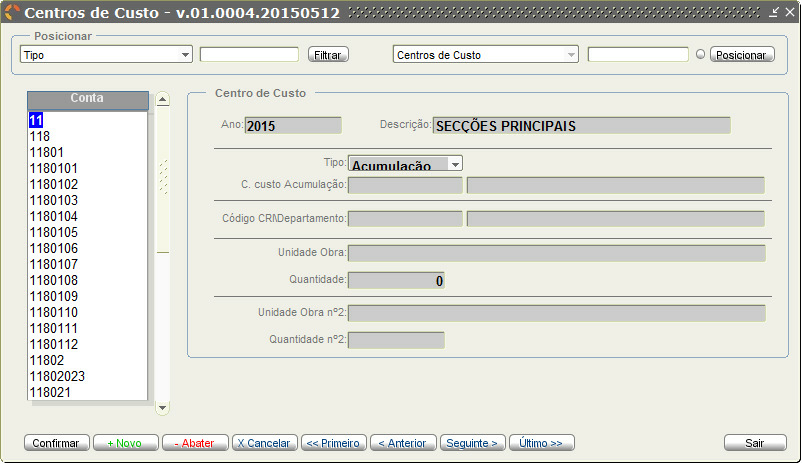 Centros de Custo - v.01.0004.20150512
Posicionar
Tipo Filtrar Centros de Custo Posicionar
Conta
11
118
11801
1180101
1180102
1180103
1180104
1180105
1180106
1180107
1180108
1180109
1180110
1180111
1180112
11802
11802023
118021
Centro de Custo
Ano: 2015 Descrição: SECÇÕES PRINCIPAIS
Tipo: Acumulação
C. custo Acumulação:
Código CRI\Departamento:
Unidade Obra:
Quantidade: 0
Unidade Obra nº2:
Quantidade nº2:
Confirmar + Novo - Abater X Cancelar << Primeiro < Anterior Seguinte > Último >> Sair